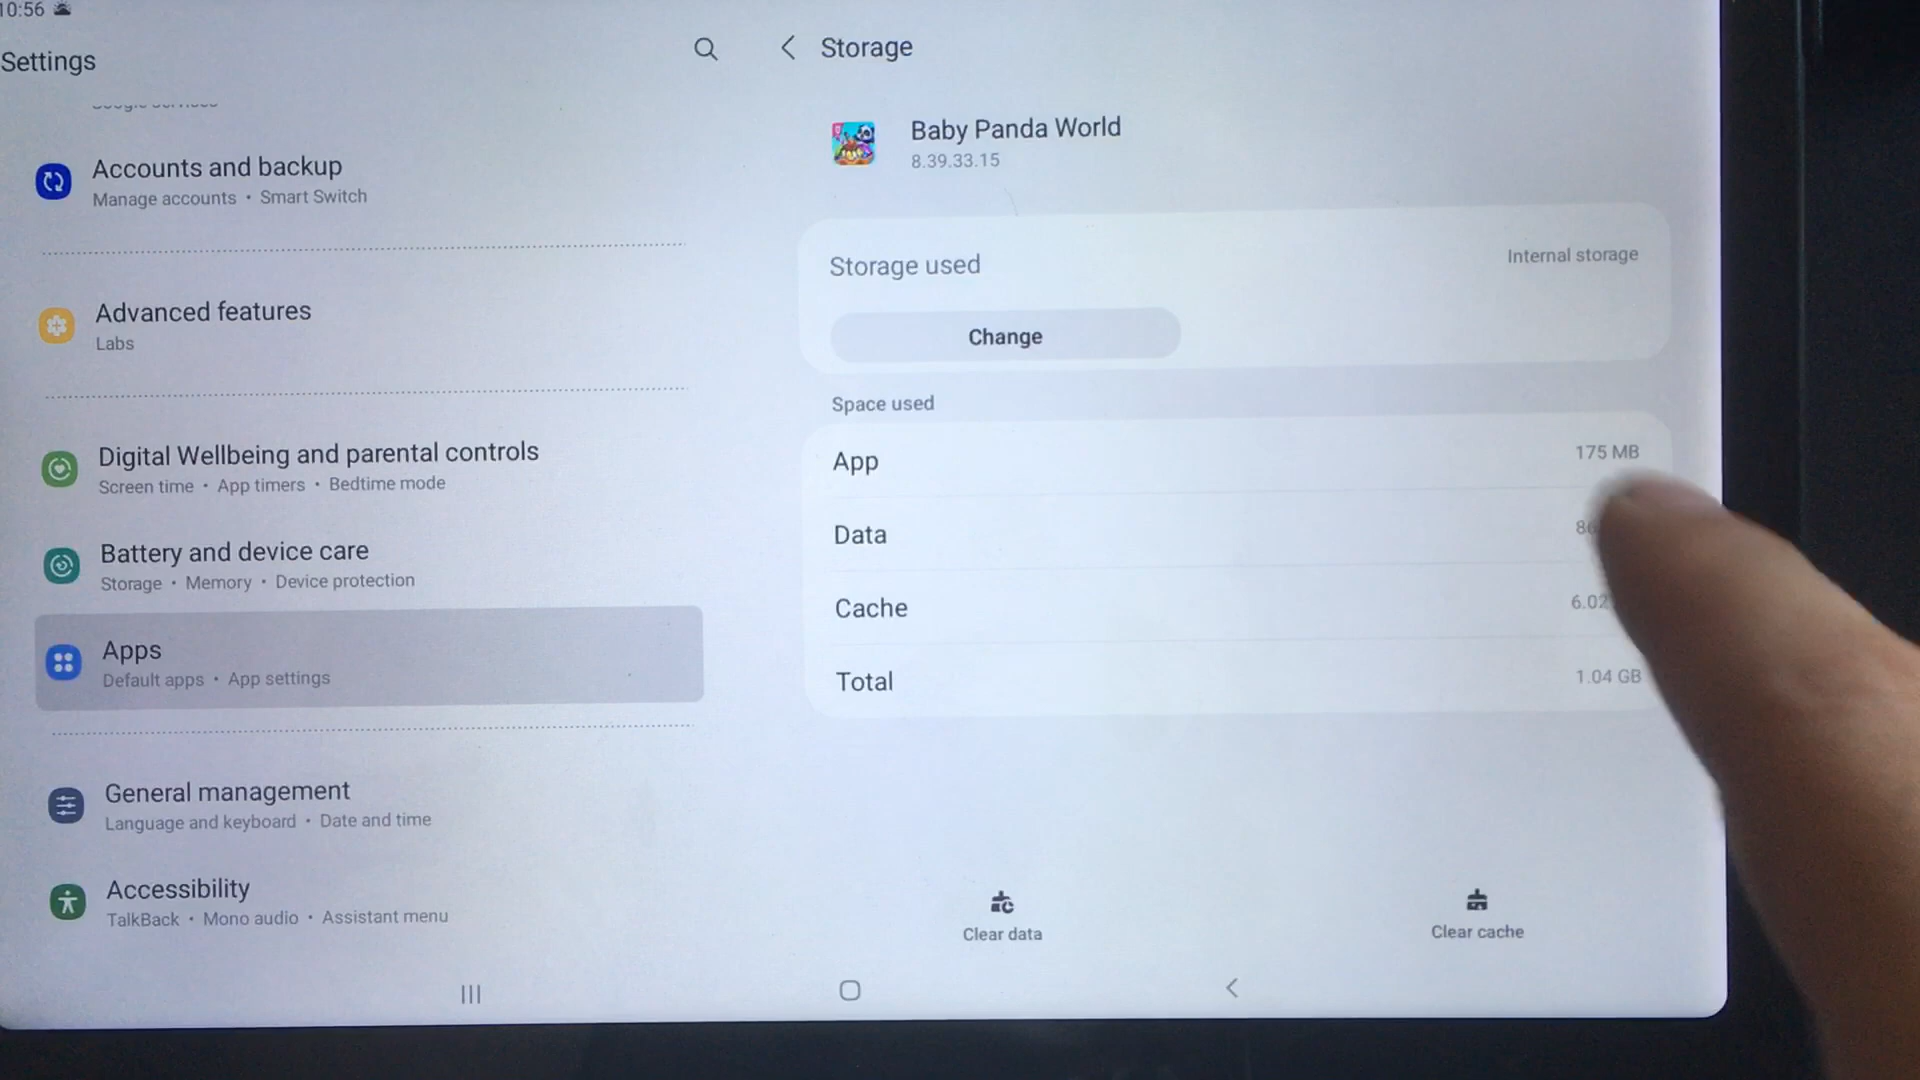 10:56
Settings
Storage
Baby Panda World
8.39.33.15
Accounts and backup
Manage accounts • Smart Switch
Storage used
Internal storage
Change
Advanced features
Labs
Space used
App
175 MB
Digital Wellbeing and parental controls
Screen time • App timers • Bedtime mode
Data
Battery and device care
Storage • Memory • Device protection
Cache
6.02
Apps
Default apps • App settings
Total
1.04 GB
General management
Language and keyboard • Date and time
Accessibility
TalkBack • Mono audio • Assistant menu
Clear data
Clear cache